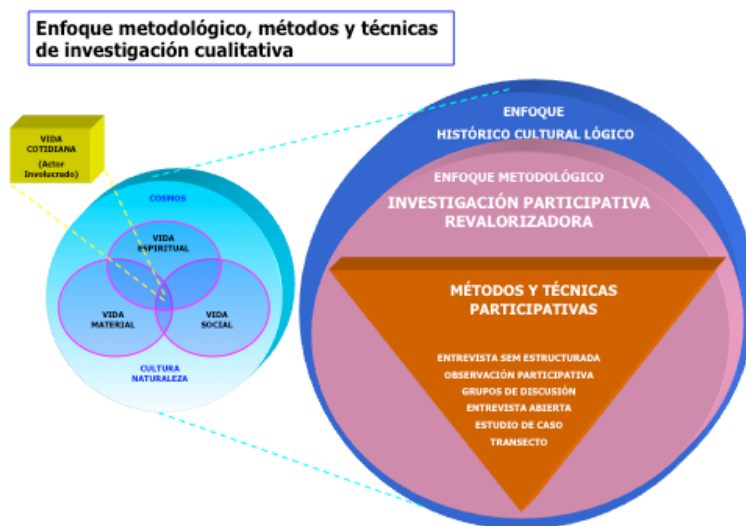 Enfoque metodológico, métodos y técnicas
de investigación cualitativa
VIDA
COTIDIANA
(Actor
Involucrado)
COSMOS
VIDA
ESPIRITUAL
VIDA
MATERIAL
VIDA
SOCIAL
CULTURA
NATURALEZA
ENFOQUE
HISTÓRICO CULTURAL LÓGICO
ENFOQUE METODOLÓGICO
INVESTIGACIÓN PARTICIPATIVA
REVALORIZADORA
MÉTODOS Y TÉCNICAS
PARTICIPATIVAS
ENTREVISTA SEM ESTRUCTURADA
OBSERVACIÓN PARTICIPATIVA
GRUPOS DE DISCUSIÓN
ENTREVISTA ABIERTA
ESTUDIO DE CASO
TRANSECTO